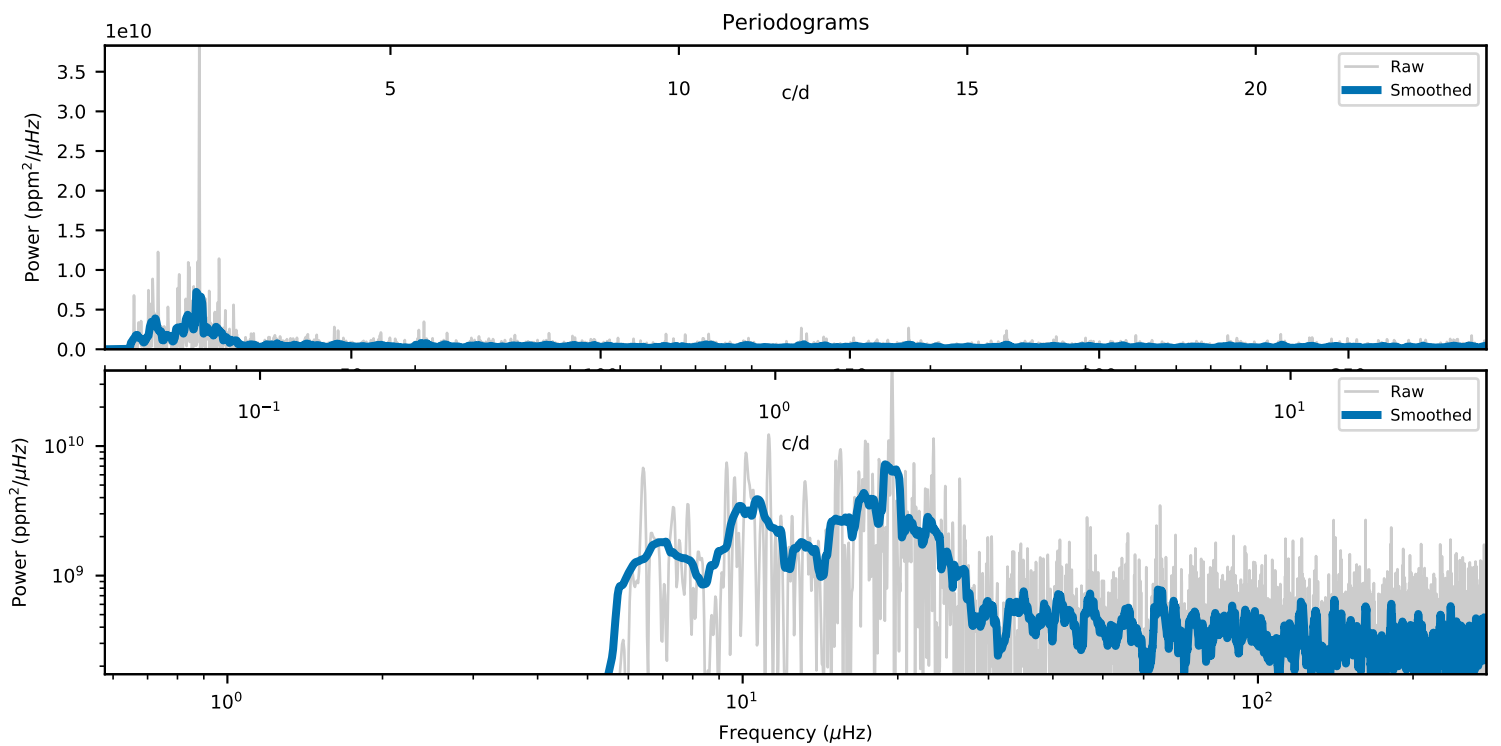 Periodograms
1e10
Power (ppm²/μHz)
3.5
3.0
2.5
2.0
1.5
1.0
0.5
0.0
5
10
15
20
c/d
Raw
Smoothed
Power (ppm²/μHz)
10¹⁰
10⁹
10⁻¹
10⁰
10¹
c/d
Raw
Smoothed
10⁰
10¹
10²
Frequency (μHz)